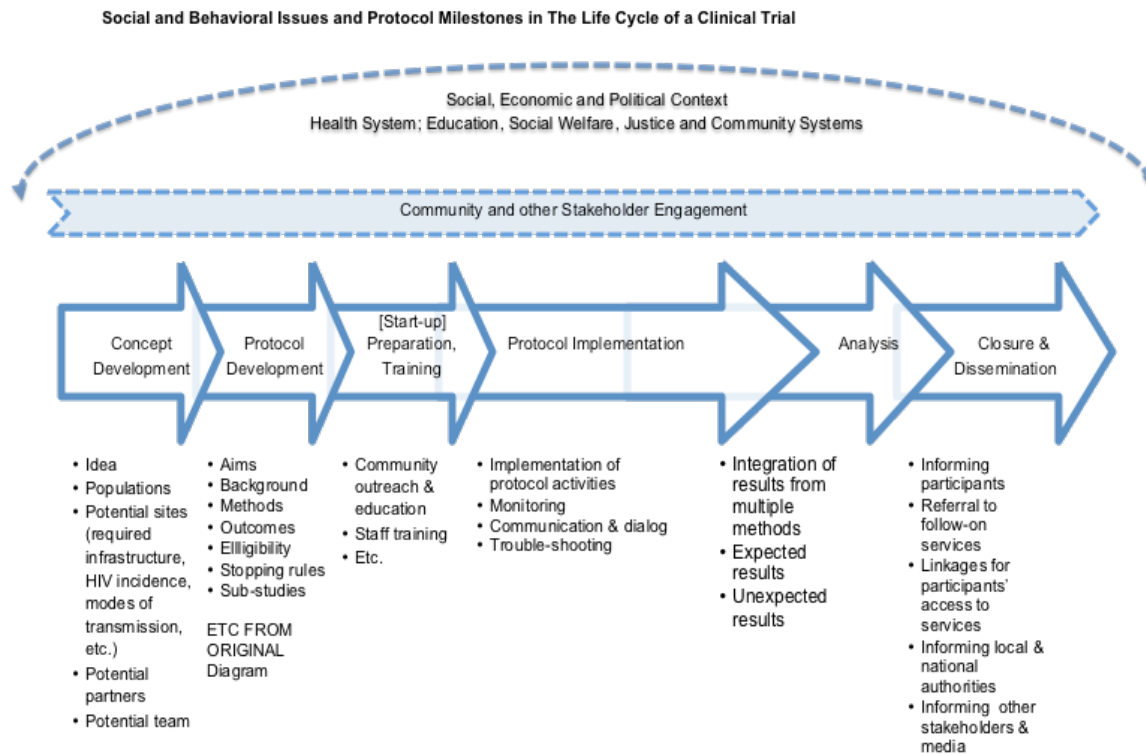 Social and Behavioral Issues and Protocol Milestones in The Life Cycle of a Clinical Trial
Social, Economic and Political Context
Health System; Education, Social Welfare, Justice and Community Systems
Community and other Stakeholder Engagement
Concept
Development
Protocol
Development
[Start-up]
Preparation,
Training
Protocol Implementation
Analysis
Closure &
Dissemination
• Idea
• Populations
• Potential sites
(required
infrastructure,
HIV incidence,
modes of
transmission,
etc.)
• Potential
partners
• Potential team
• Aims
• Background
• Methods
• Outcomes
• Ellligibility
• Stopping rules
• Sub-studies
ETC FROM
ORIGINAL
Diagram
• Community
outreach &
education
• Staff training
• Etc.
• Implementation of
protocol activities
• Monitoring
• Communication & dialog
• Trouble-shooting
• Integration of
results from
multiple
methods
• Expected
results
• Unexpected
results
• Informing
participants
• Referral to
follow-on
services
• Linkages for
participants’
access to
services
• Informing local &
national
authorities
• Informing other
stakeholders &
media